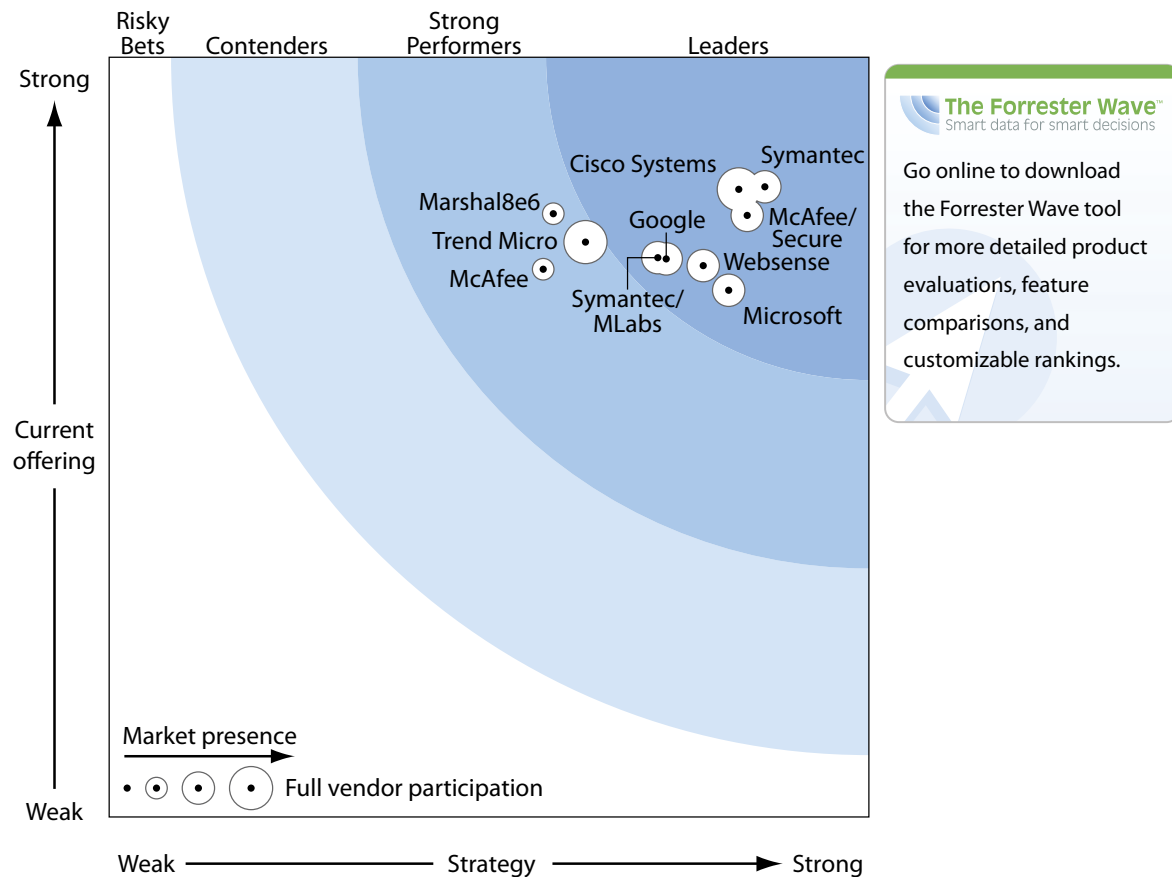 Risky
Bets
Contenders
Strong
Performers
Leaders
Strong
Current
offering
Weak
Cisco Systems
Symantec
Marshal8e6
Google
McAfee/
Secure
Trend Micro
Websense
McAfee
Symantec/
MLabs
Microsoft
Market presence
Full vendor participation
Weak
Strategy
Strong
The Forrester Wave™
Smart data for smart decisions
Go online to download
the Forrester Wave tool
for more detailed product
evaluations, feature
comparisons, and
customizable rankings.